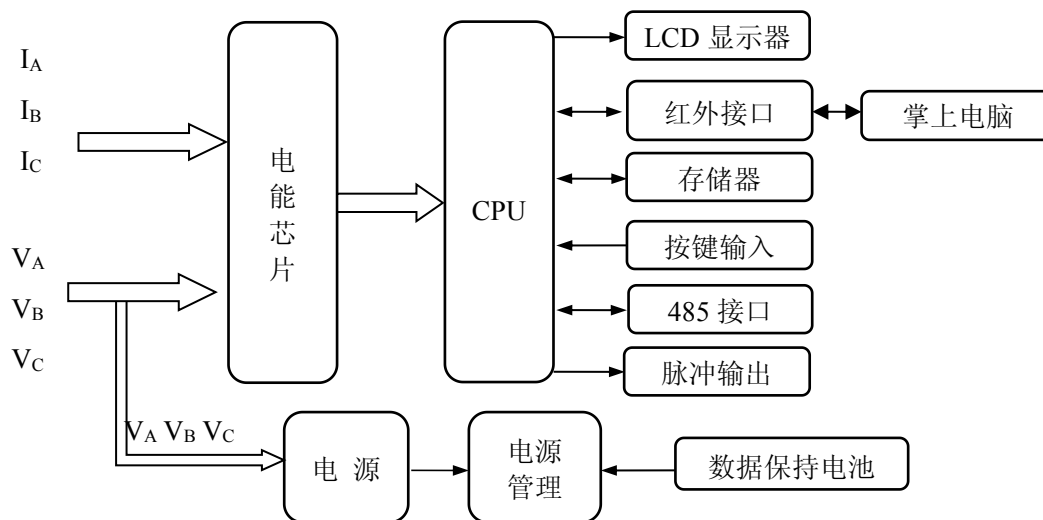 I_A
I_B
I_C
V_A
V_B
V_C
电能芯片
CPU
LCD 显示器
红外接口
掌上电脑
存储器
按键输入
485 接口
脉冲输出
V_A V_B V_C
电 源
电源
管理
数据保持电池